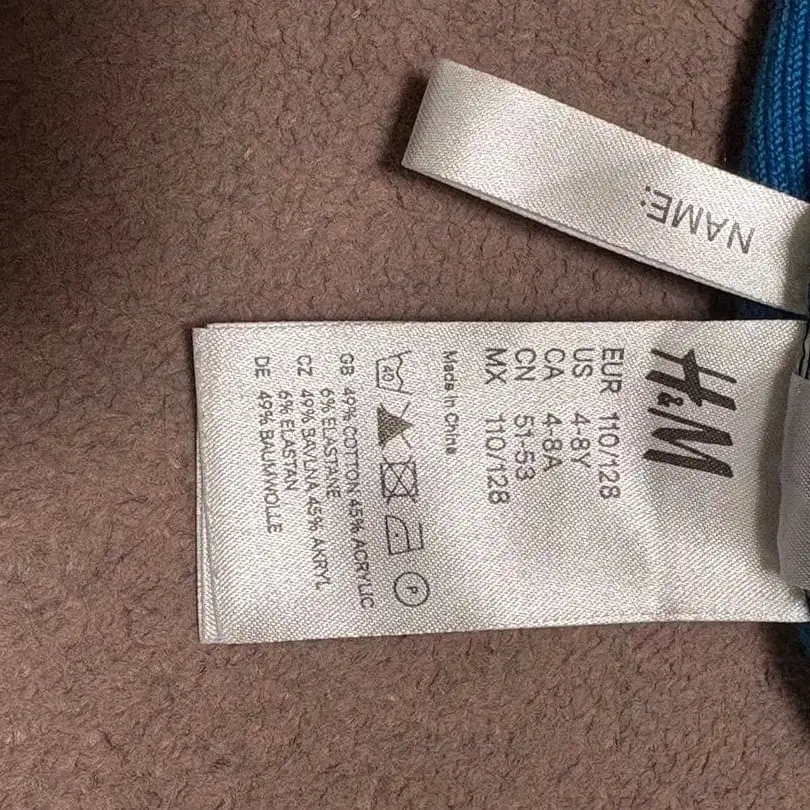 NAME:
H&M
EUR 110/128
US 4-8Y
CA 4-8A
CN 51-53
MX 110/128
Made in China
40
P
GB 49% COTTON 45% ACRYLIC
6% ELASTANE
CZ 49% BAVLNA 45% AKRYL
6% ELASTAN
DE 49% BAUMWOLLE